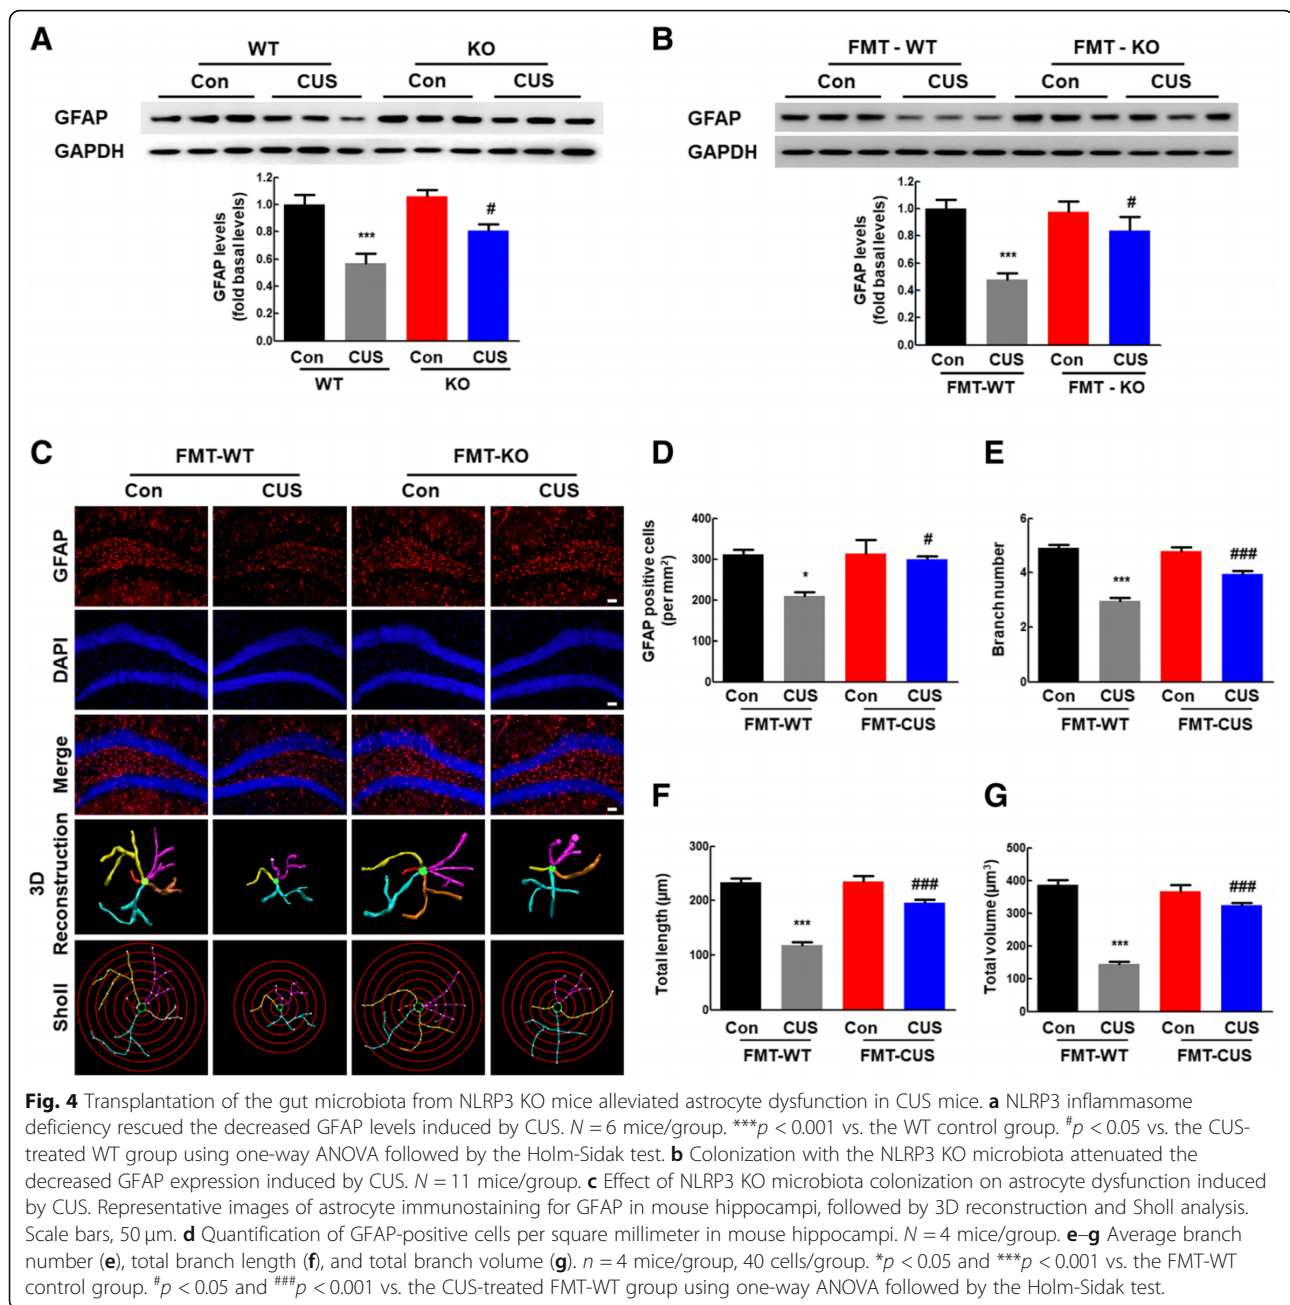 A
WT KO
Con CUS Con CUS
GFAP
GAPDH
GFAP levels
(fold basal levels)
1.2
1.0
0.8
0.6
0.4
0.2
0.0
***
#
Con CUS Con CUS
WT KO
B
FMT - WT FMT - KO
Con CUS Con CUS
GFAP
GAPDH
GFAP levels
(fold basal levels)
1.2
1.0
0.8
0.6
0.4
0.2
0.0
***
#
Con CUS Con CUS
FMT-WT FMT - KO
C
FMT-WT FMT-KO
Con CUS Con CUS
GFAP
DAPI
Merge
3D
Reconstruction
Sholl
D
GFAP positive cells
(per mm²)
400
300
200
100
0
*
#
Con CUS Con CUS
FMT-WT FMT-CUS
E
Branch number
6
4
2
0
***
###
Con CUS Con CUS
FMT-WT FMT-CUS
F
Total length (μm)
300
200
100
0
***
###
Con CUS Con CUS
FMT-WT FMT-CUS
G
Total volume (μm³)
500
400
300
200
100
0
***
###
Con CUS Con CUS
FMT-WT FMT-CUS
Fig. 4 Transplantation of the gut microbiota from NLRP3 KO mice alleviated astrocyte dysfunction in CUS mice. a NLRP3 inflammasome
deficiency rescued the decreased GFAP levels induced by CUS. N = 6 mice/group. ***p < 0.001 vs. the WT control group. #p < 0.05 vs. the CUS-
treated WT group using one-way ANOVA followed by the Holm-Sidak test. b Colonization with the NLRP3 KO microbiota attenuated the
decreased GFAP expression induced by CUS. N = 11 mice/group. c Effect of NLRP3 KO microbiota colonization on astrocyte dysfunction induced
by CUS. Representative images of astrocyte immunostaining for GFAP in mouse hippocampi, followed by 3D reconstruction and Sholl analysis.
Scale bars, 50 μm. d Quantification of GFAP-positive cells per square millimeter in mouse hippocampi. N = 4 mice/group. e–g Average branch
number (e), total branch length (f), and total branch volume (g). n = 4 mice/group, 40 cells/group. *p < 0.05 and ***p < 0.001 vs. the FMT-WT
control group. #p < 0.05 and ###p < 0.001 vs. the CUS-treated FMT-WT group using one-way ANOVA followed by the Holm-Sidak test.